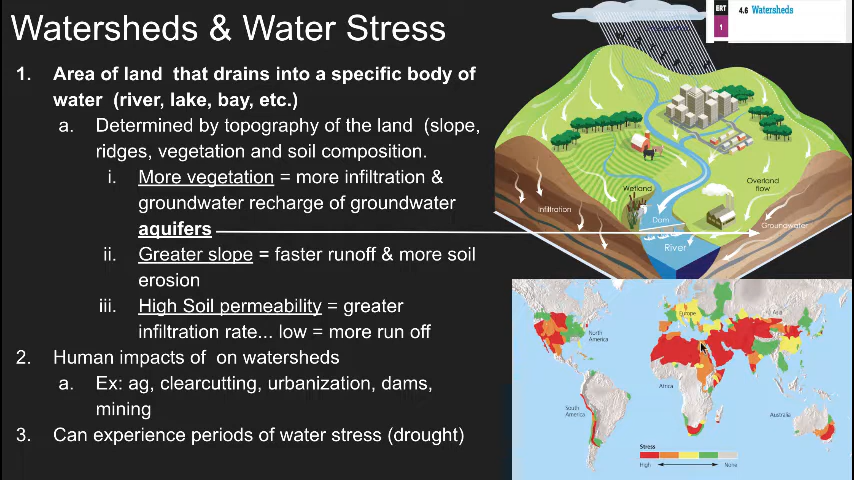 Watersheds & Water Stress
ERT
1
4.6 Watersheds
1. Area of land that drains into a specific body of
water (river, lake, bay, etc.)
a. Determined by topography of the land (slope,
ridges, vegetation and soil composition.
i. More vegetation = more infiltration &
groundwater recharge of groundwater
aquifers
ii. Greater slope = faster runoff & more soil
erosion
iii. High Soil permeability = greater
infiltration rate... low = more run off
2. Human impacts of on watersheds
a. Ex: ag, clearcutting, urbanization, dams,
mining
3. Can experience periods of water stress (drought)
Wetland
Overland
flow
Infiltration
Dam
Groundwater
River
North
America
Europe
Asia
Africa
South
America
Australia
Stress
High
None